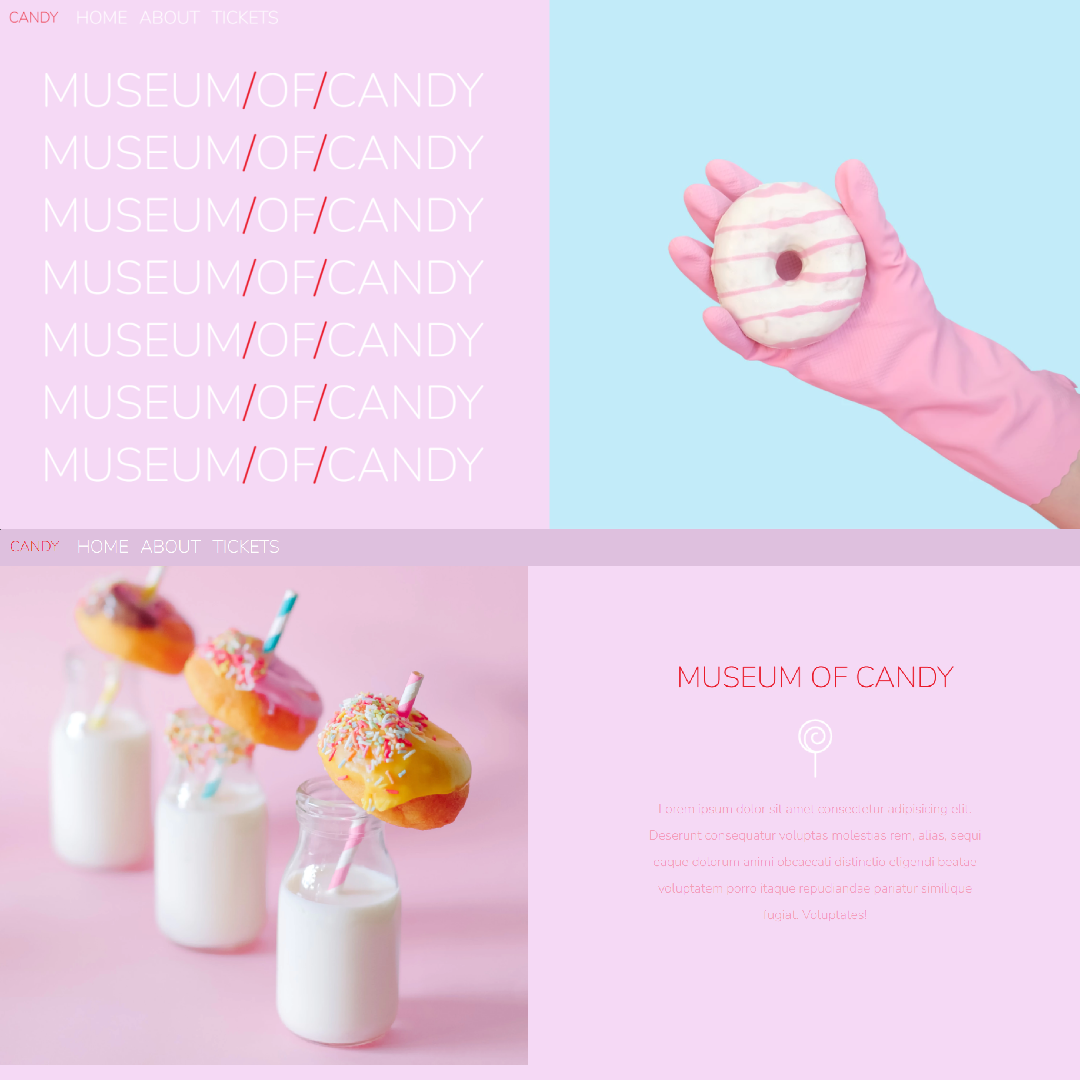 CANDY HOME ABOUT TICKETS
MUSEUM/OF/CANDY
MUSEUM/OF/CANDY
MUSEUM/OF/CANDY
MUSEUM/OF/CANDY
MUSEUM/OF/CANDY
MUSEUM/OF/CANDY
MUSEUM/OF/CANDY
CANDY HOME ABOUT TICKETS
MUSEUM OF CANDY
Lorem ipsum dolor sit amet consectetur adipisicing elit.
Deserunt consequatur voluptas molestias rem, alias, sequi
eaque dolorum animi obcaecati distinctio eligendi beatae
voluptatem porro itaque repudiandae pariatur similique
fugiat. Voluptates!